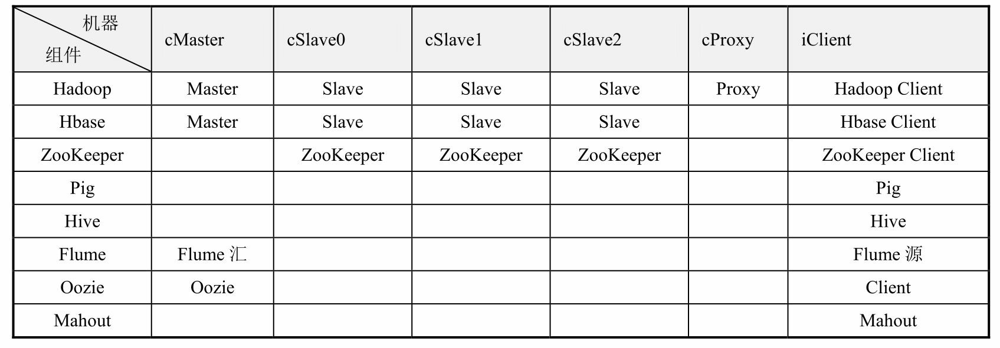 机器
组件
cMaster cSlave0 cSlave1 cSlave2 cProxy iClient
Hadoop Master Slave Slave Slave Proxy Hadoop Client
Hbase Master Slave Slave Slave Hbase Client
ZooKeeper ZooKeeper ZooKeeper ZooKeeper ZooKeeper Client
Pig Pig
Hive Hive
Flume Flume 汇 Flume 源
Oozie Oozie Client
Mahout Mahout